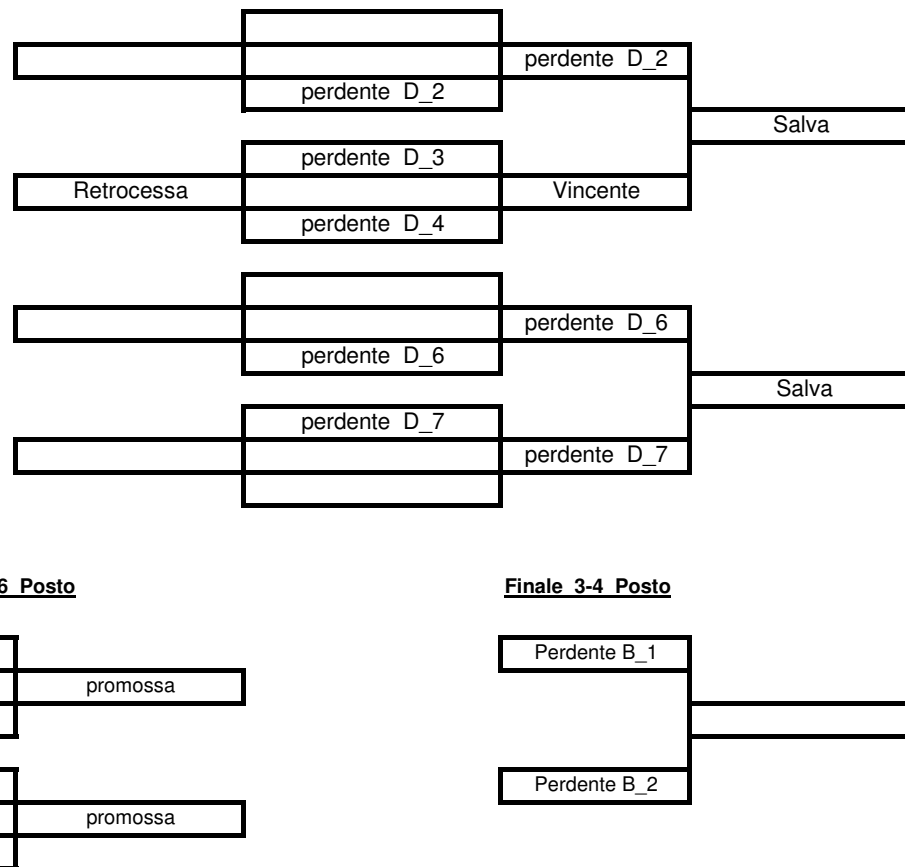 perdente D_2
perdente D_2
Salva
perdente D_3
Retrocessa Vincente
perdente D_4
perdente D_6
perdente D_6
Salva
perdente D_7
perdente D_7
6 Posto Finale 3-4 Posto
Perdente B_1
promossa
Perdente B_2
promossa